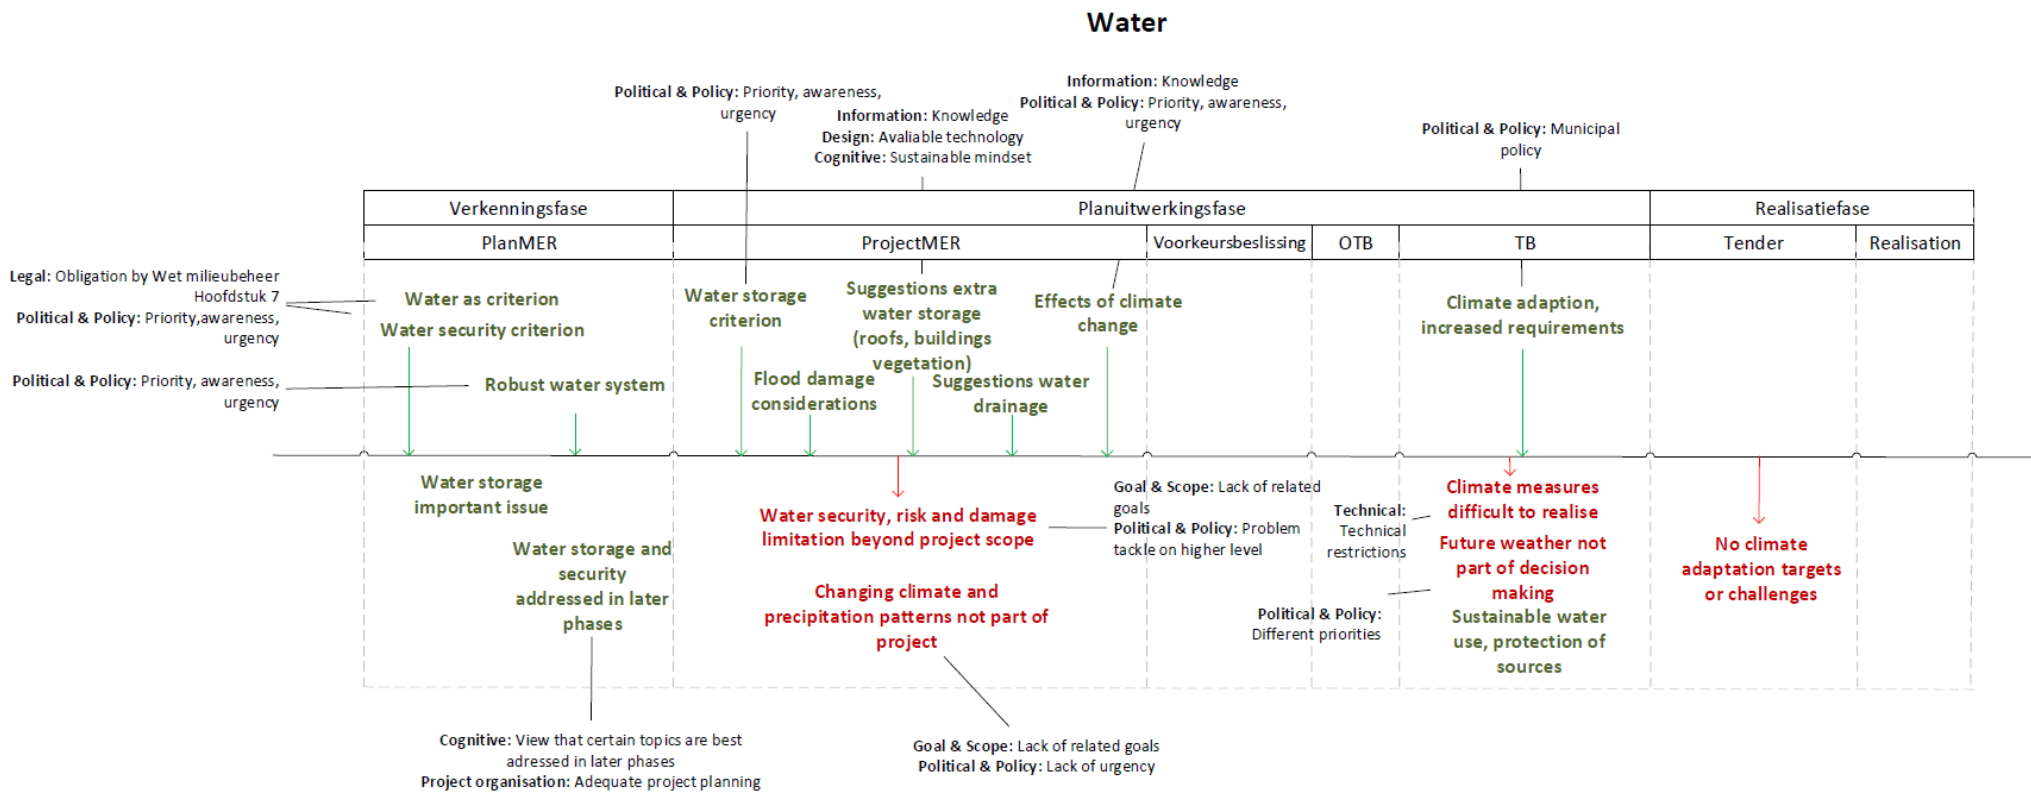 Water
Political & Policy: Priority, awareness,
urgency
Information: Knowledge
Design: Avaliable technology
Cognitive: Sustainable mindset
Information: Knowledge
Political & Policy: Priority, awareness,
urgency
Political & Policy: Municipal
policy
Verkenningsfase
Planuitwerkingsfase
Realisatiefase
PlanMER
ProjectMER
Voorkeursbeslissing
OTB
TB
Tender
Realisation
Legal: Obligation by Wet milieubeheer
Hoofdstuk 7
Political & Policy: Priority,awareness,
urgency
Political & Policy: Priority, awareness,
urgency
Water as criterion
Water security criterion
Robust water system
Water storage
criterion
Flood damage
considerations
Suggestions extra
water storage
(roofs, buildings
vegetation)
Suggestions water
drainage
Effects of climate
change
Climate adaption,
increased requirements
Water storage
important issue
Water storage and
security
addressed in later
phases
Water security, risk and damage
limitation beyond project scope
Changing climate and
precipitation patterns not part of
project
Goal & Scope: Lack of related
goals
Political & Policy: Problem
tackle on higher level
Technical:
Technical
restrictions
Political & Policy:
Different priorities
Climate measures
difficult to realise
Future weather not
part of decision
making
Sustainable water
use, protection of
sources
No climate
adaptation targets
or challenges
Cognitive: View that certain topics are best
adressed in later phases
Project organisation: Adequate project planning
Goal & Scope: Lack of related goals
Political & Policy: Lack of urgency